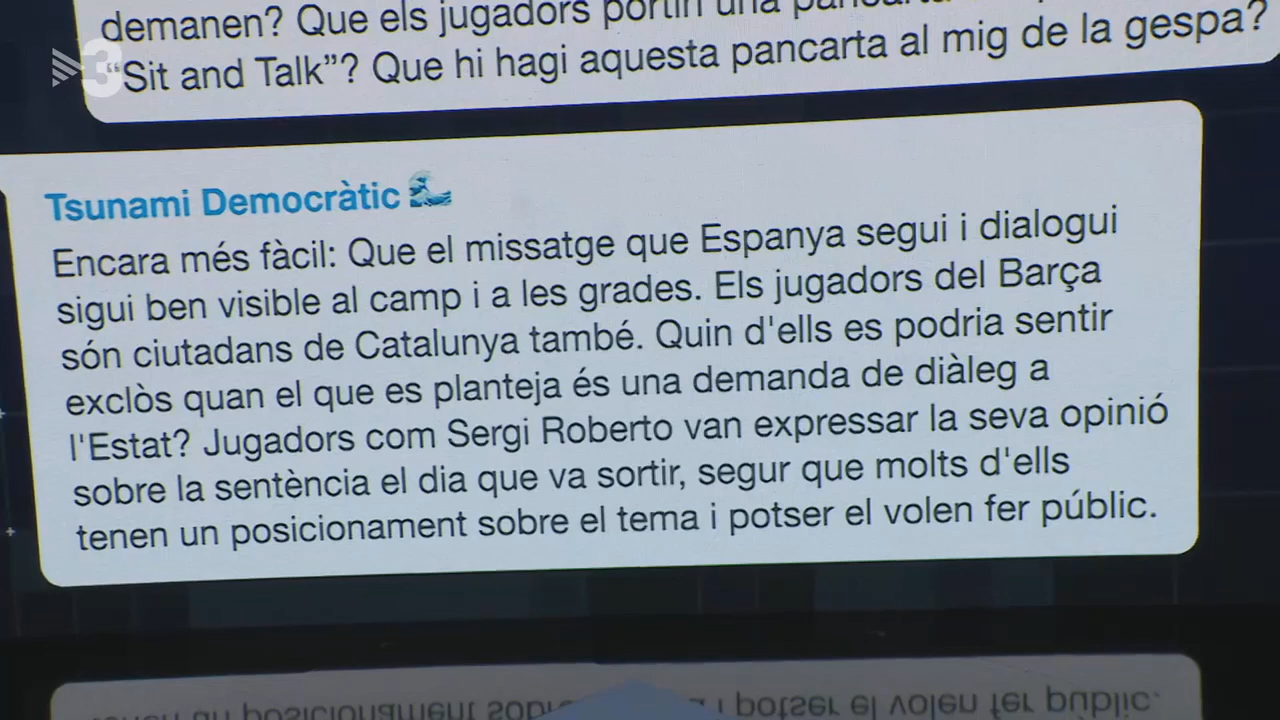 demanen? Que els jugadors portin una pancarta
“Sit and Talk”? Que hi hagi aquesta pancarta al mig de la gespa?
3
Tsunami Democràtic
Encara més fàcil: Que el missatge que Espanya segui i dialogui
sigui ben visible al camp i a les grades. Els jugadors del Barça
són ciutadans de Catalunya també. Quin d'ells es podria sentir
exclòs quan el que es planteja és una demanda de diàleg a
l'Estat? Jugadors com Sergi Roberto van expressar la seva opinió
sobre la sentència el dia que va sortir, segur que molts d'ells
tenen un posicionament sobre el tema i potser el volen fer públic.